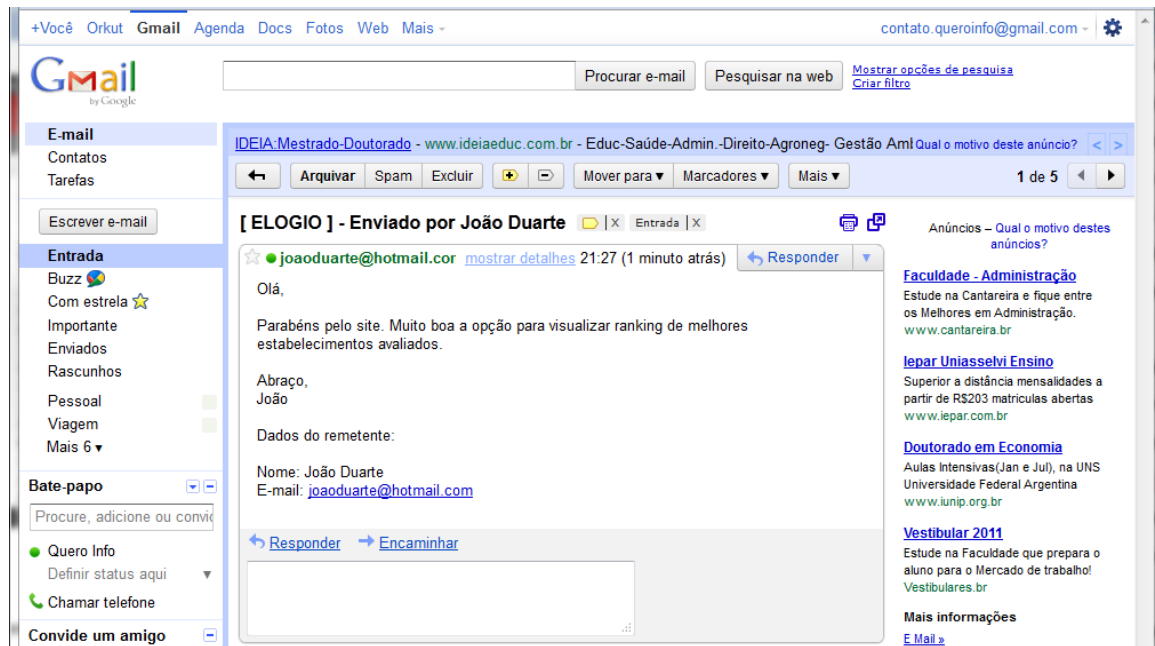 +Você Orkut Gmail Agenda Docs Fotos Web Mais
contato.queroinfo@gmail.com
Gmail
by Google
Procurar e-mail
Pesquisar na web
Mostrar opções de pesquisa
Criar filtro
E-mail
Contatos
Tarefas
Escrever e-mail
Entrada
Buzz
Com estrela
Importante
Enviados
Rascunhos
Pessoal
Viagem
Mais 6 ▾
Bate-papo
Procure, adicione ou convid
Quero Info
Definir status aqui
Chamar telefone
Convide um amigo
IDEIA:Mestrado-Doutorado - www.ideiaeduc.com.br - Educ-Saúde-Admin.-Direito-Agroneg- Gestão Aml Qual o motivo deste anúncio? < >
Arquivar Spam Excluir Mover para ▾ Marcadores ▾ Mais ▾ 1 de 5
[ ELOGIO ] - Enviado por João Duarte X Entrada X
joaoduarte@hotmail.cor mostrar detalhes 21:27 (1 minuto atrás) Responder
Olá,
Parabéns pelo site. Muito boa a opção para visualizar ranking de melhores
estabelecimentos avaliados.
Abraço,
João
Dados do remetente:
Nome: João Duarte
E-mail: joaoduarte@hotmail.com
Responder Encaminhar
Anúncios – Qual o motivo destes
anúncios?
Faculdade - Administração
Estude na Cantareira e fique entre
os Melhores em Administração.
www.cantareira.br
Iepar Uniasselvi Ensino
Superior a distância mensalidades a
partir de R$203 matriculas abertas
www.iepar.com.br
Doutorado em Economia
Aulas Intensivas(Jan e Jul), na UNS
Universidade Federal Argentina
www.iunip.org.br
Vestibular 2011
Estude na Faculdade que prepara o
aluno para o Mercado de trabalho!
Vestibulares.br
Mais informações
E Mail »